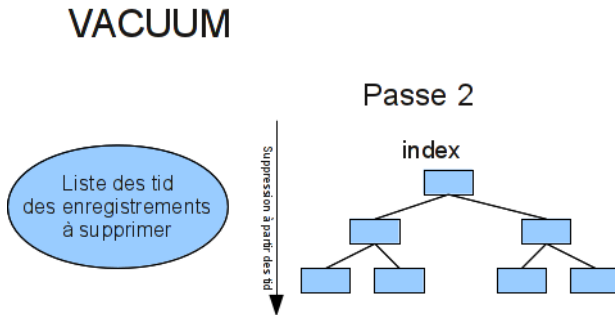 VACUUM
Passe 2
index
Liste des tid
des enregistrements
à supprimer
Suppression à partir des tid